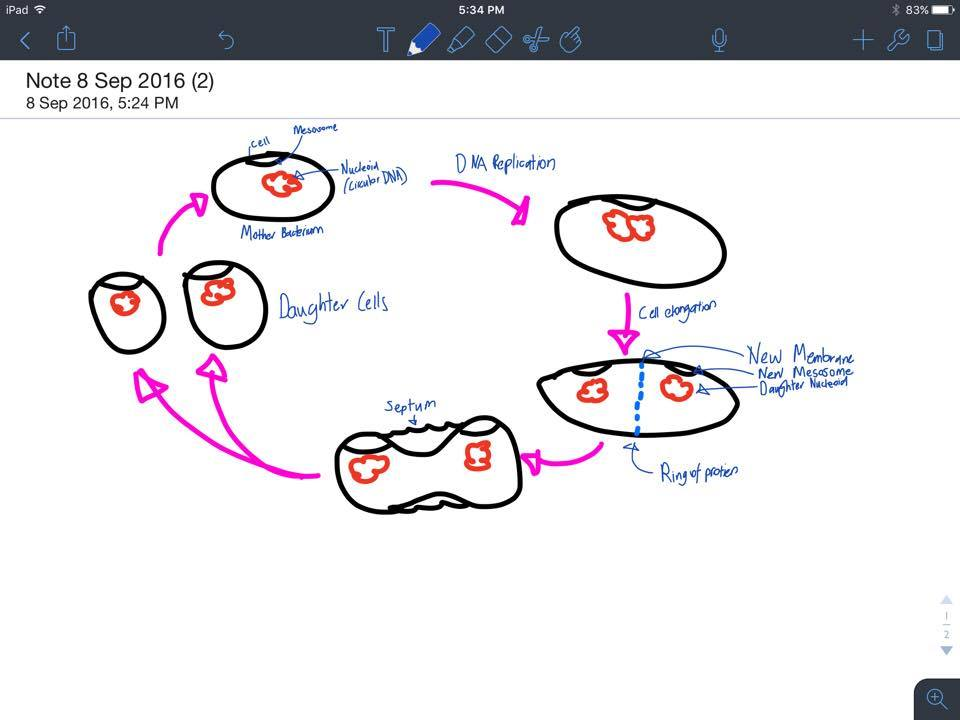 iPad
5:34 PM
83%
T
Note 8 Sep 2016 (2)
8 Sep 2016, 5:24 PM
Cell
Mesosome
Nucleoid
(Circular DNA)
Mother Bacterium
DNA Replication
Cell elongation
New Membrane
New Mesosome
Daughter Nucleoid
Ring of protien
Septum
Daughter Cells
1
2